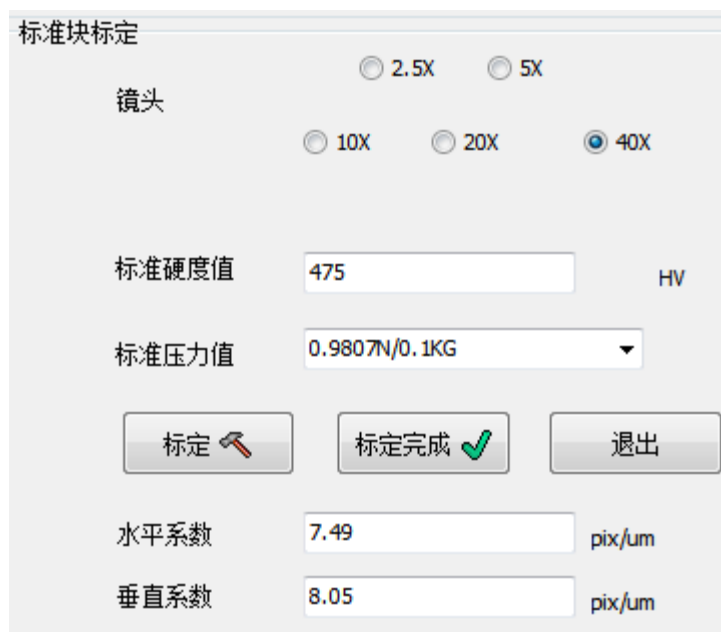 标准块标定
2.5X 5X
镜头
10X 20X 40X
标准硬度值 475 HV
标准压力值 0.9807N/0.1KG
标定 标定完成 退出
水平系数 7.49 pix/um
垂直系数 8.05 pix/um